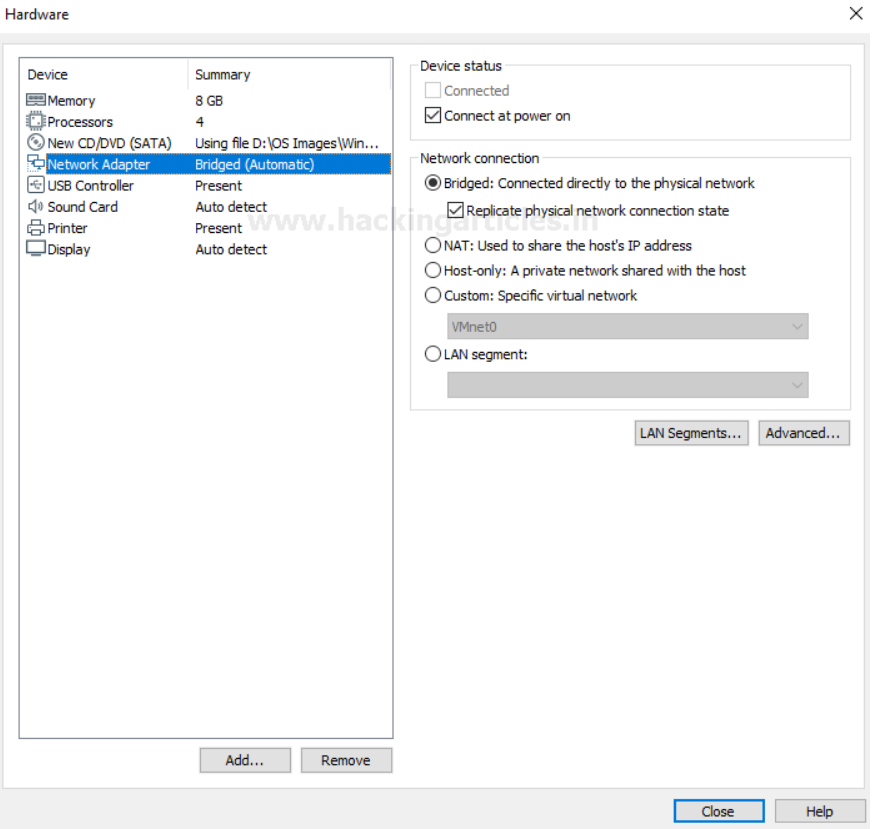 Hardware
Device Summary
Memory 8 GB
Processors 4
New CD/DVD (SATA) Using file D:\OS Images\Win...
Network Adapter Bridged (Automatic)
USB Controller Present
Sound Card Auto detect
Printer Present
Display Auto detect
Add... Remove
Device status
Connected
Connect at power on
Network connection
Bridged: Connected directly to the physical network
Replicate physical network connection state
www.hackingarticles.in
NAT: Used to share the host's IP address
Host-only: A private network shared with the host
Custom: Specific virtual network
VMnet0
LAN segment:
LAN Segments... Advanced...
Close Help